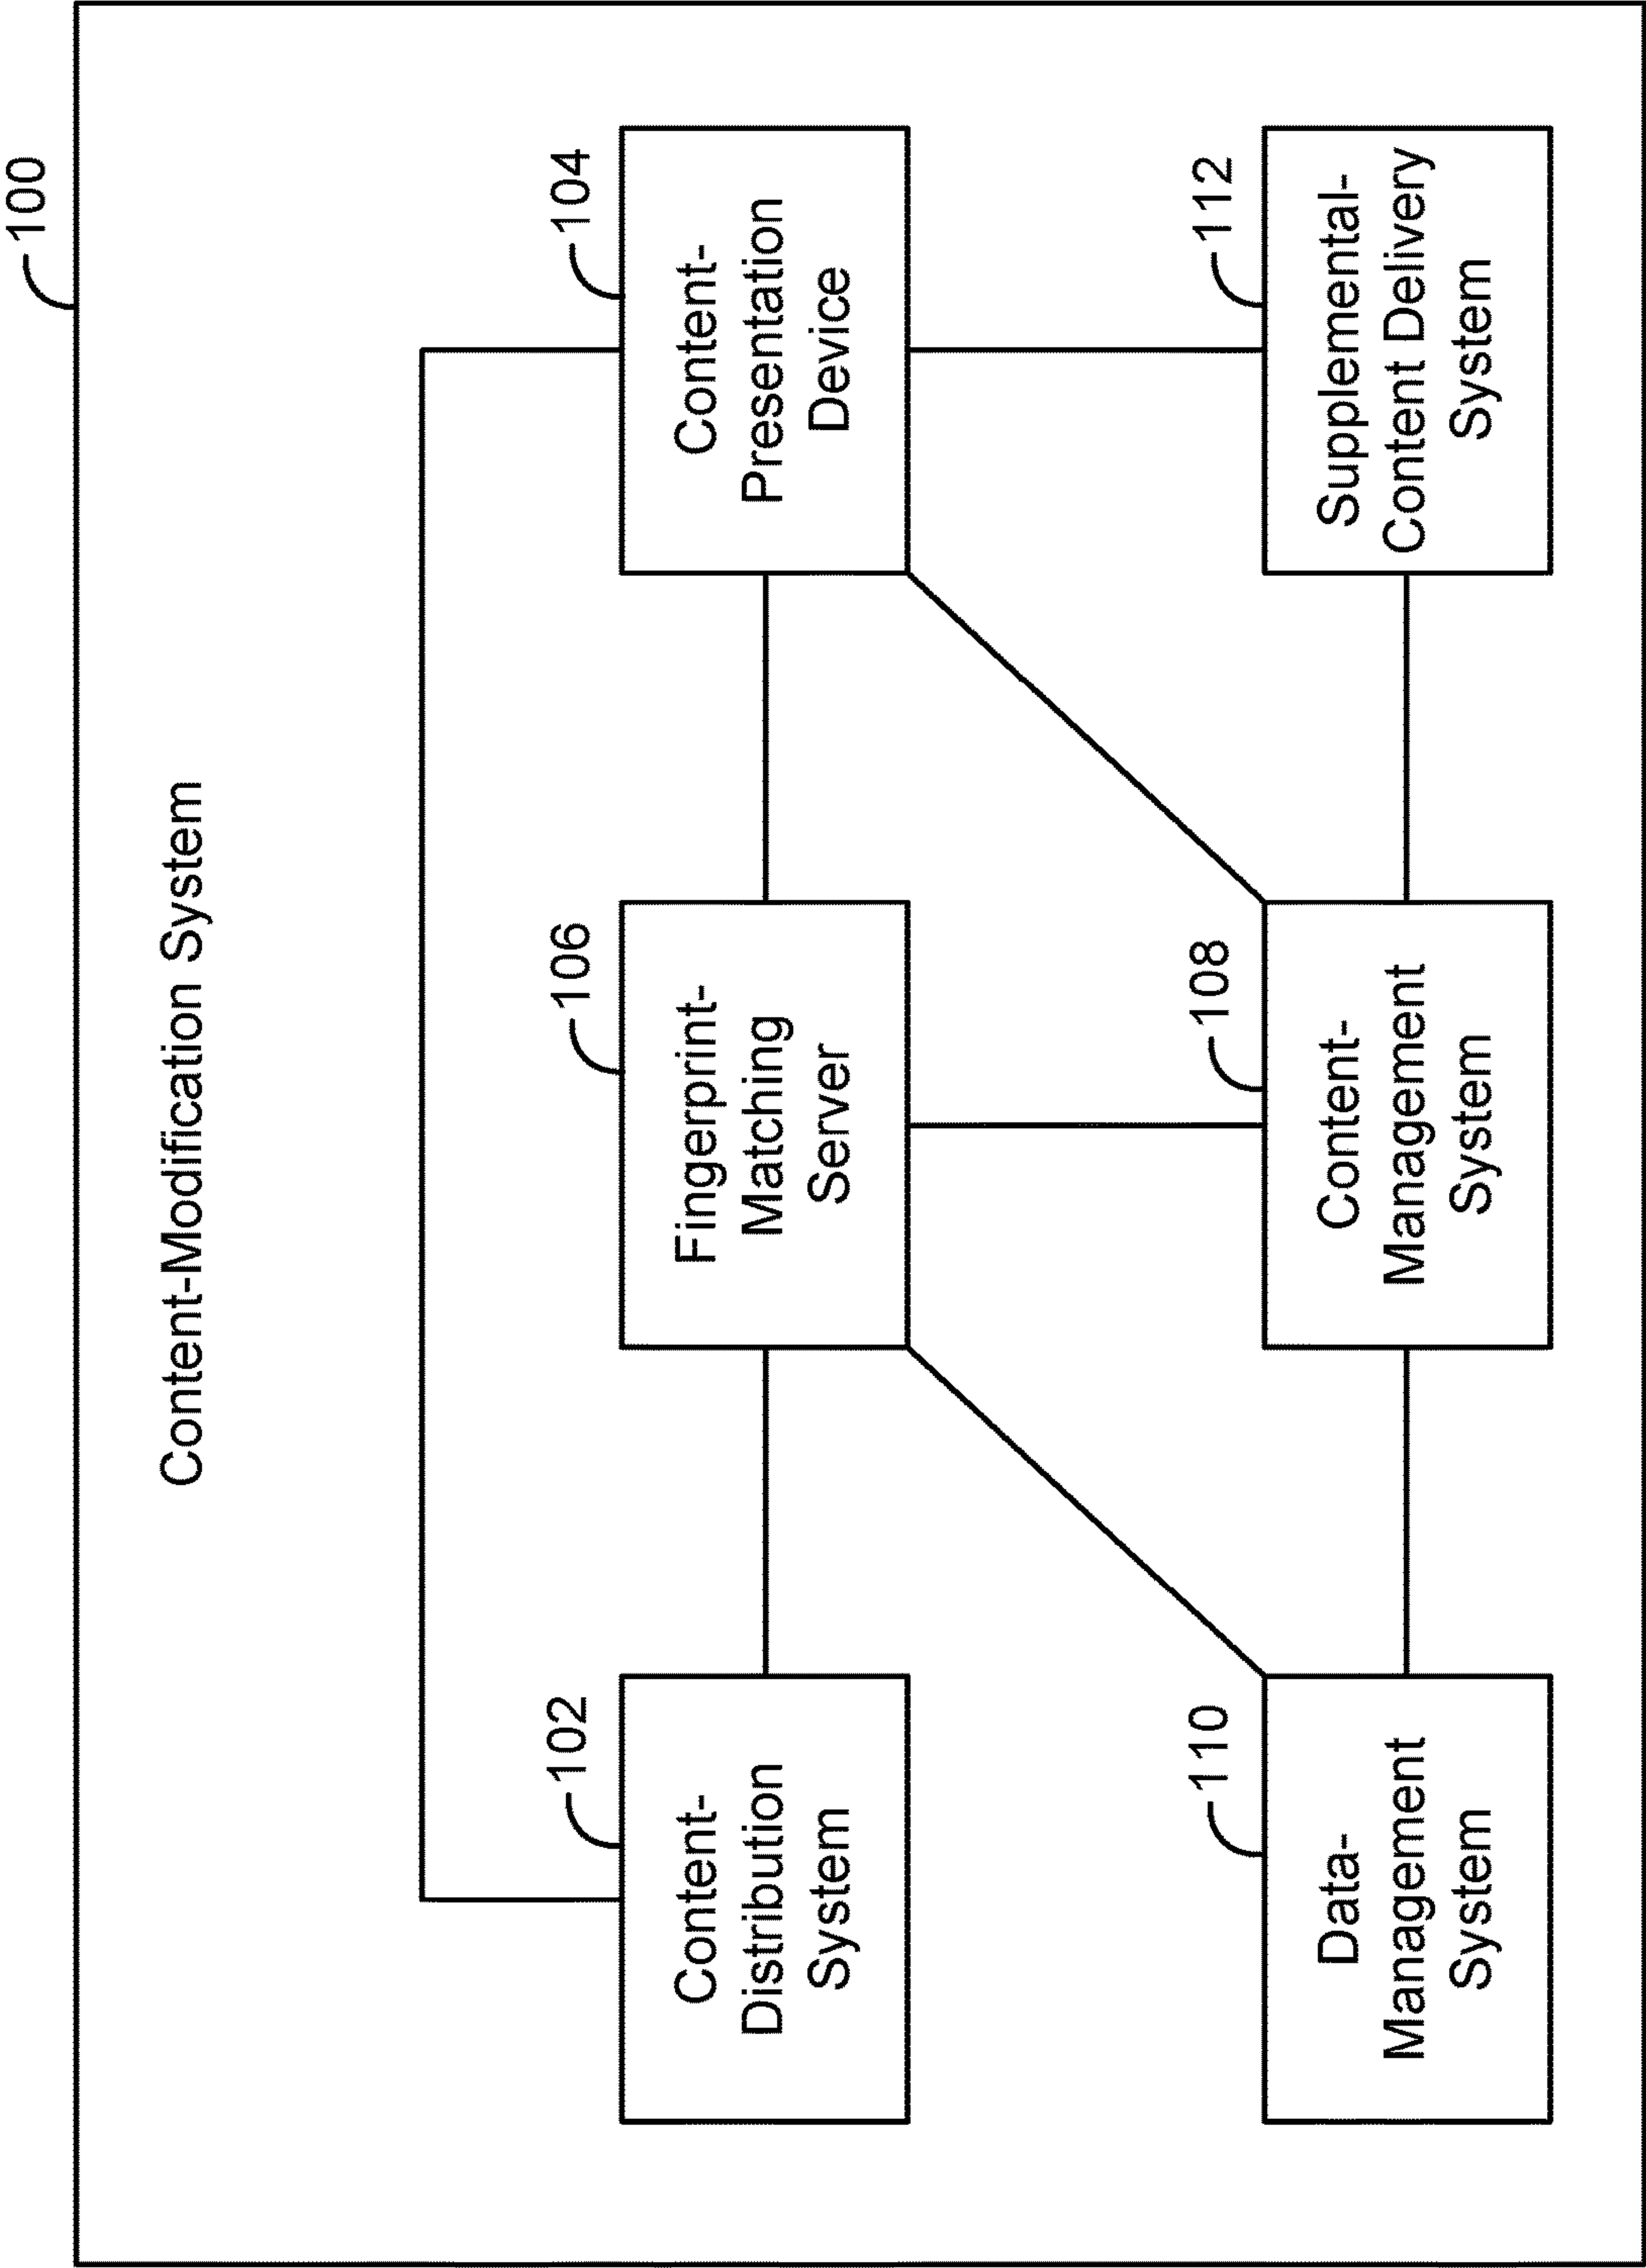 100
Content-Modification System
102
Content-
Distribution
System
106
Fingerprint-
Matching
Server
104
Content-
Presentation
Device
110
Data-
Management
System
108
Content-
Management
System
112
Supplemental-
Content Delivery
System